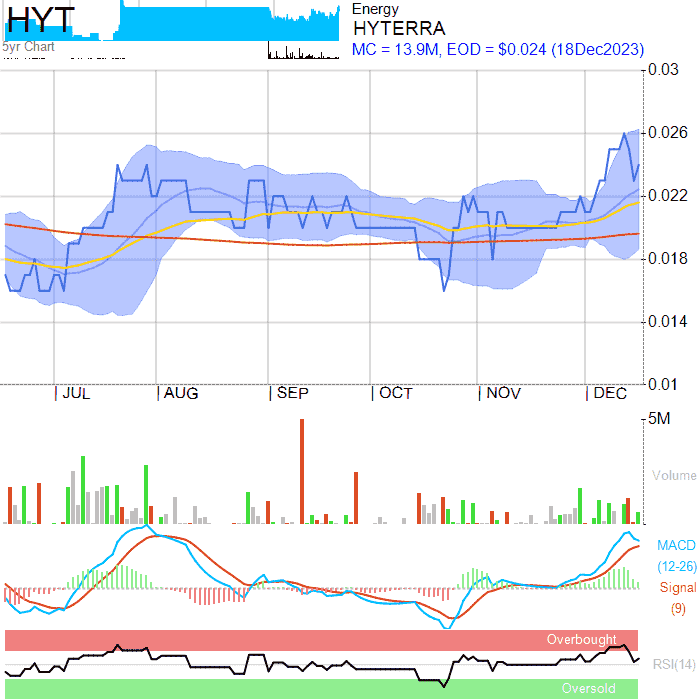 HYT
5yr Chart
Energy
HYTERRA
MC = 13.9M, EOD = $0.024 (18Dec2023)
0.03
0.026
0.022
0.018
0.014
0.01
JUL AUG SEP OCT NOV DEC
5M
Volume
MACD
(12-26)
Signal
(9)
Overbought
RSI(14)
Oversold